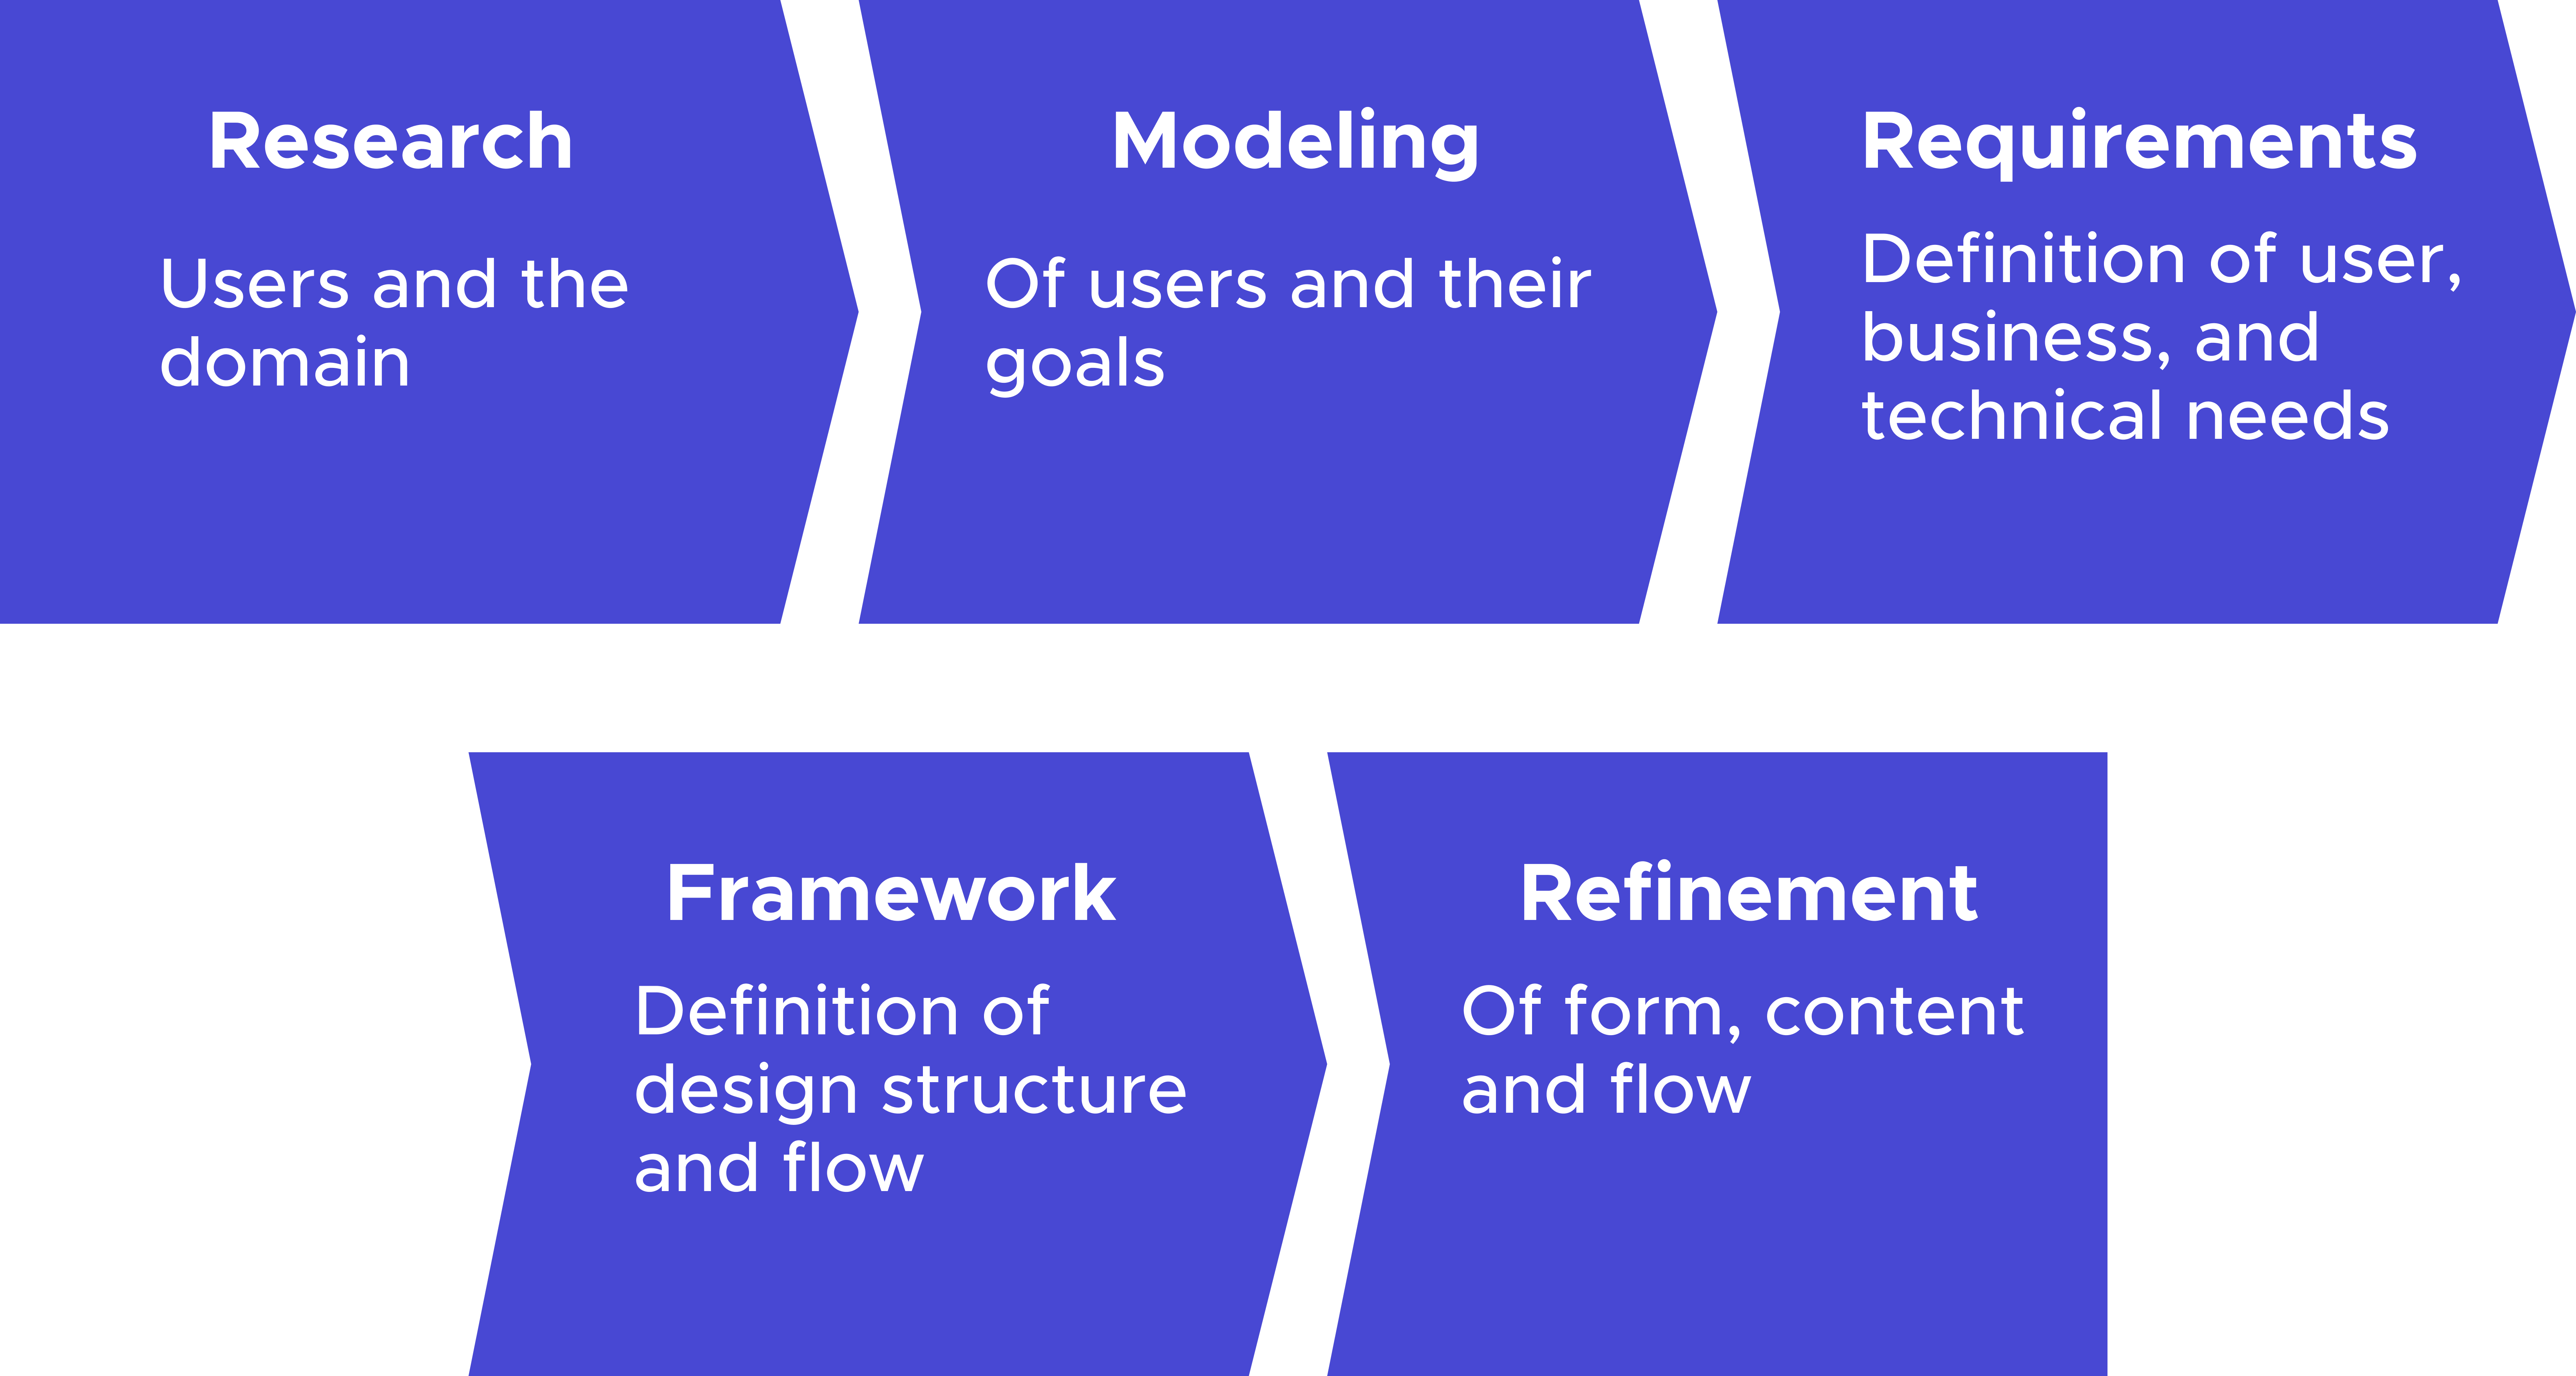 Research
Users and the
domain
Modeling
Of users and their
goals
Requirements
Definition of user,
business, and
technical needs
Framework
Definition of
design structure
and flow
Refinement
Of form, content
and flow